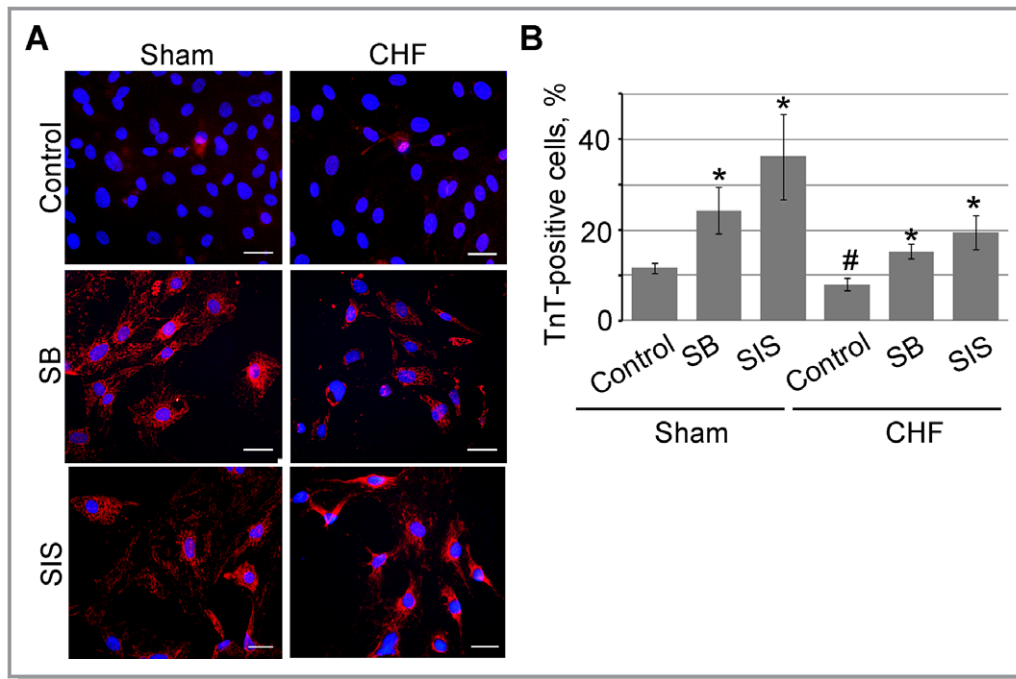 A
Sham
CHF
Control
SB
SIS
B
TnT-positive cells, %
40
20
0
*
*
#
*
*
Control
SB
SIS
Control
SB
SIS
Sham
CHF